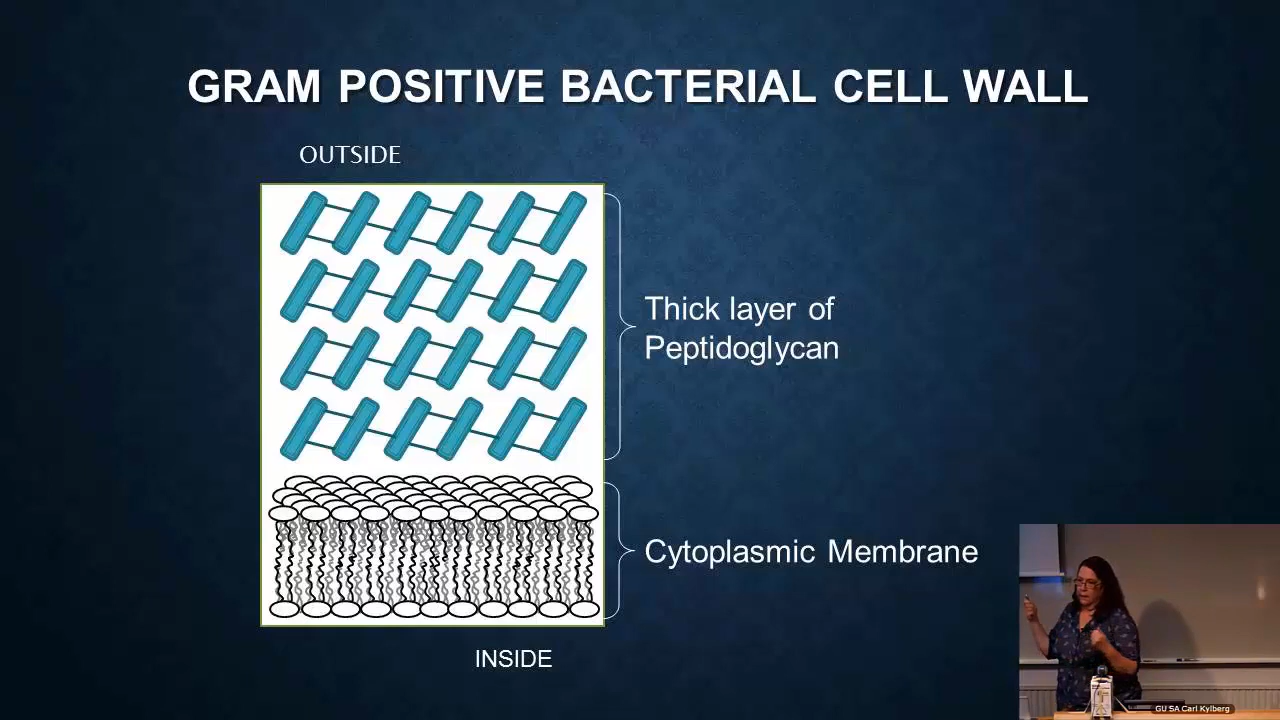 GRAM POSITIVE BACTERIAL CELL WALL
OUTSIDE
Thick layer of
Peptidoglycan
Cytoplasmic Membrane
INSIDE
GU SA Carl Kylberg